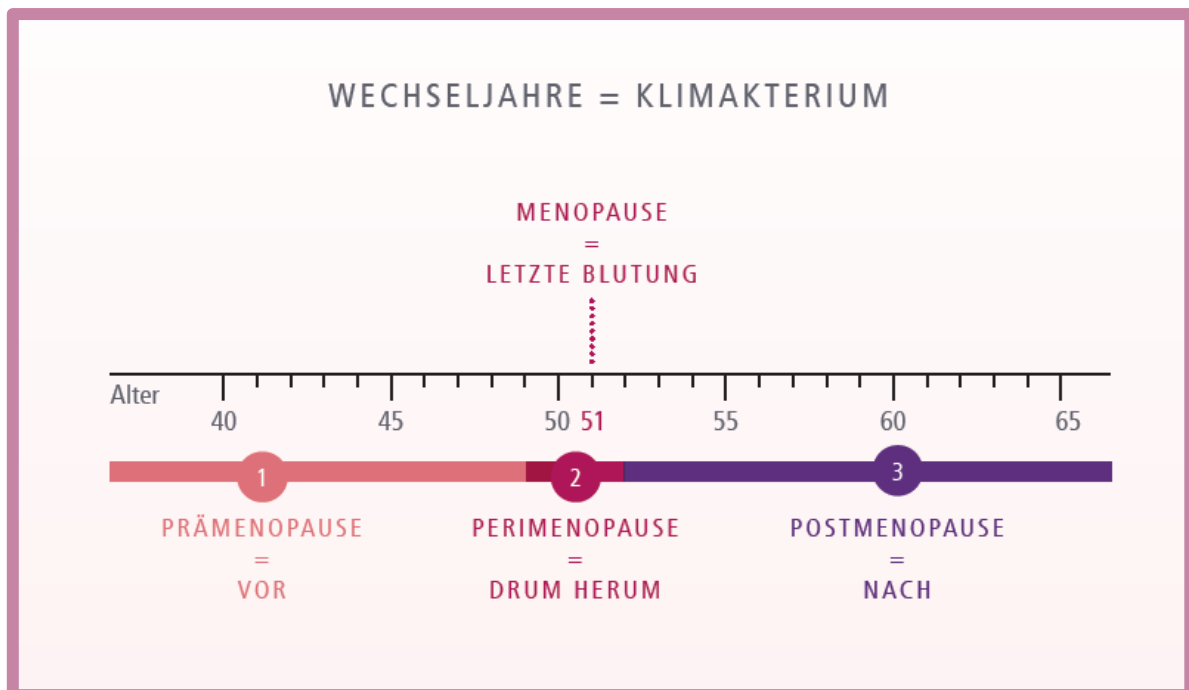 WECHSELJAHRE = KLIMAKTERIUM
MENOPAUSE
=
LETZTE BLUTUNG
Alter
40 45 50 51 55 60 65
1 2 3
PRÄMENOPAUSE PERIMENOPAUSE POSTMENOPAUSE
= = =
VOR DRUM HERUM NACH